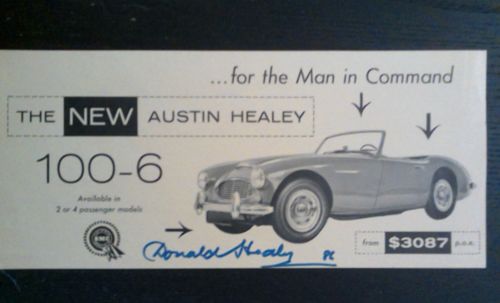 ...for the Man in Command
THE NEW AUSTIN HEALEY
100-6
Available in
2 or 4 passenger models
BMC
Donald Healey
from $3087 p.o.e.